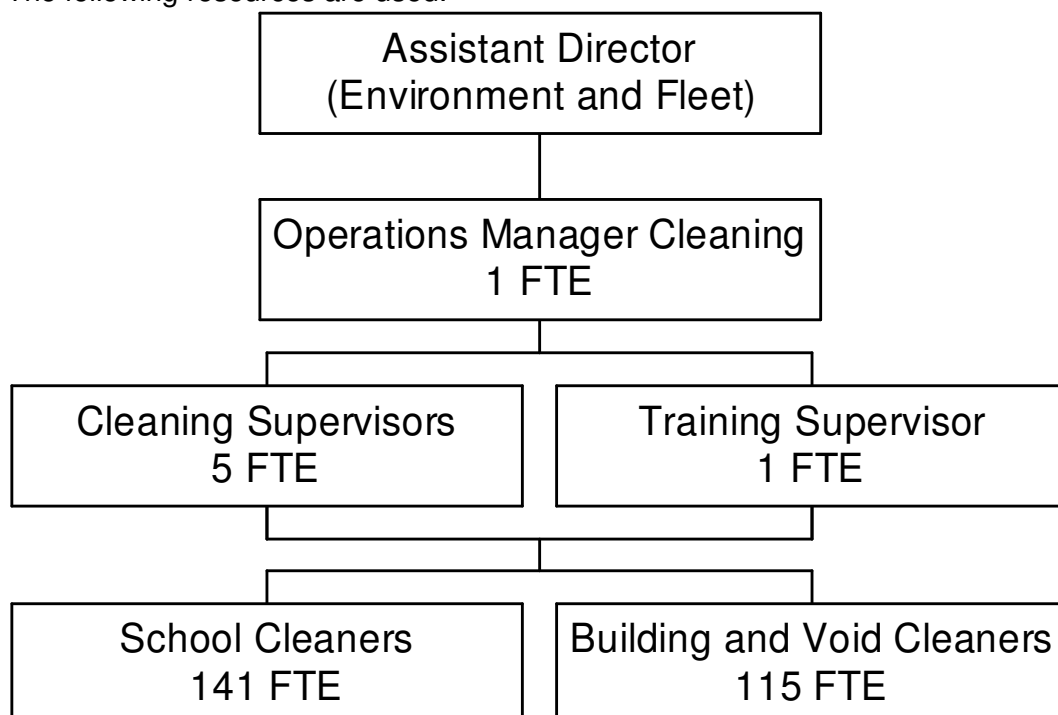 The following resources are used:
Assistant Director
(Environment and Fleet)
Operations Manager Cleaning
1 FTE
Cleaning Supervisors
5 FTE
Training Supervisor
1 FTE
School Cleaners
141 FTE
Building and Void Cleaners
115 FTE